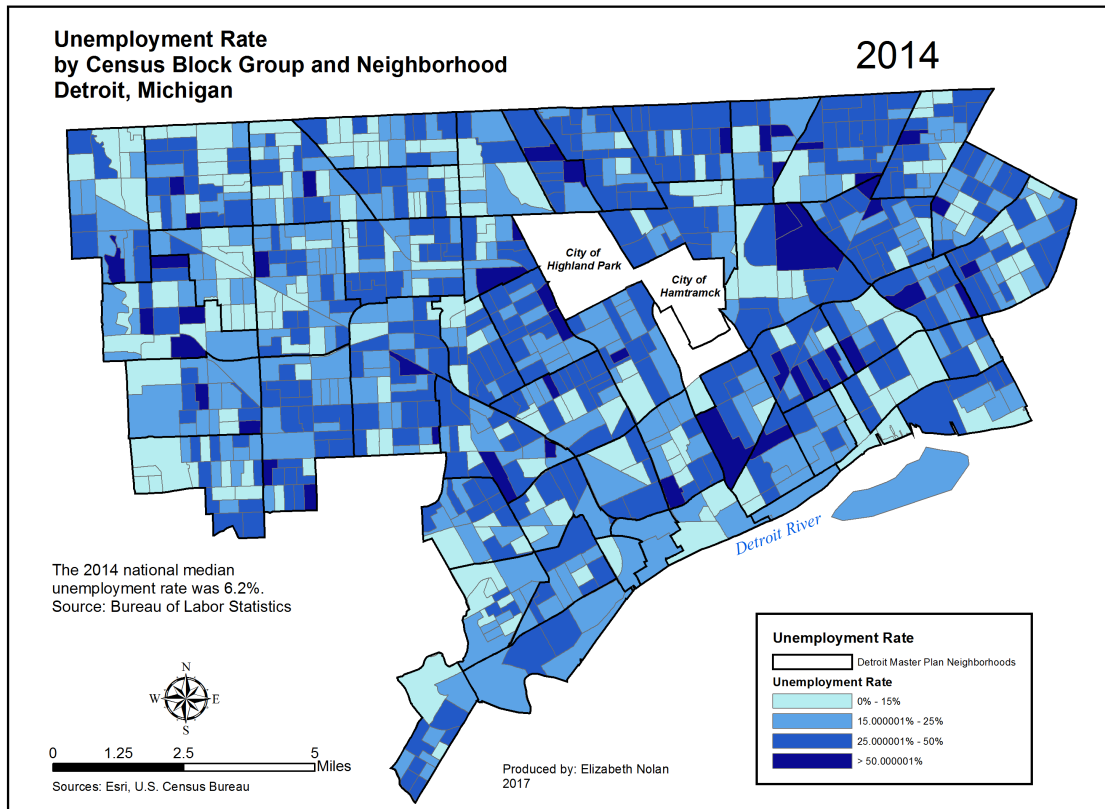 Unemployment Rate
by Census Block Group and Neighborhood
Detroit, Michigan
2014
City of
Highland Park
City of
Hamtramck
Detroit River
The 2014 national median
unemployment rate was 6.2%.
Source: Bureau of Labor Statistics
N
W E
S
0 1.25 2.5 5
Miles
Sources: Esri, U.S. Census Bureau
Produced by: Elizabeth Nolan
2017
Unemployment Rate
Detroit Master Plan Neighborhoods
Unemployment Rate
0% - 15%
15.000001% - 25%
25.000001% - 50%
> 50.000001%